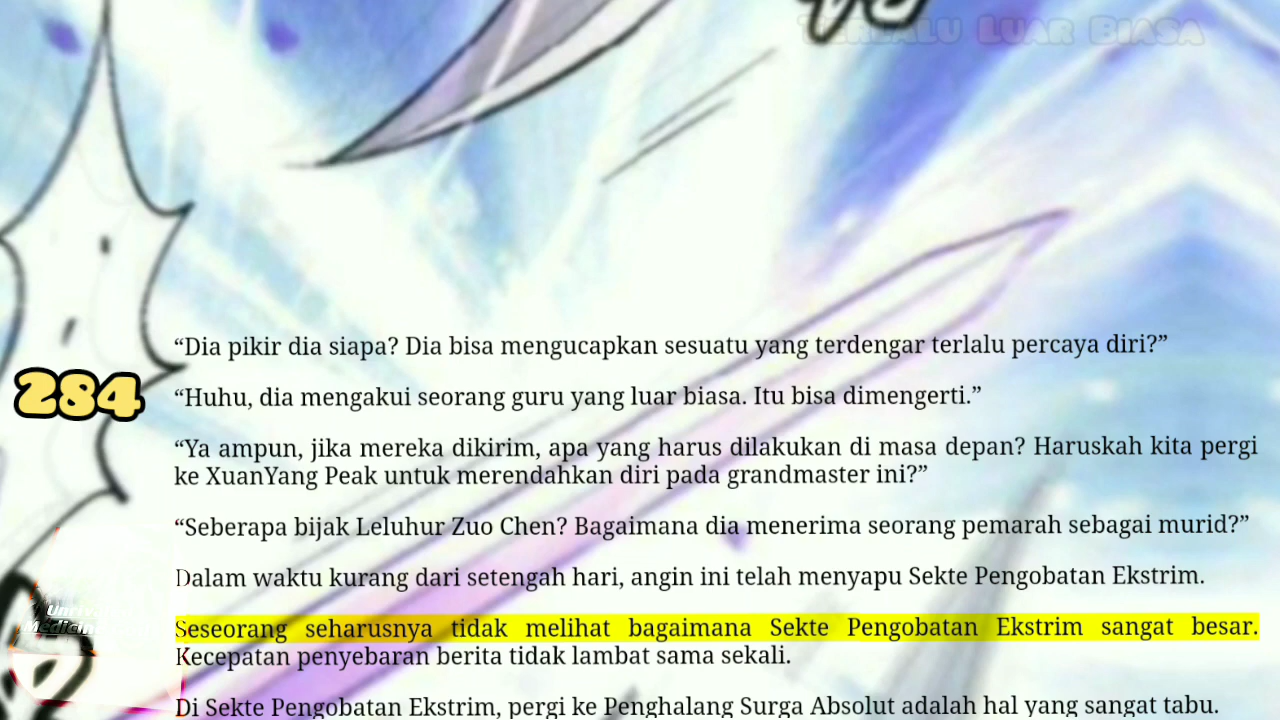 Terlalu Luar Biasa
“Dia pikir dia siapa? Dia bisa mengucapkan sesuatu yang terdengar terlalu percaya diri?”
“Huhu, dia mengakui seorang guru yang luar biasa. Itu bisa dimengerti.”
“Ya ampun, jika mereka dikirim, apa yang harus dilakukan di masa depan? Haruskah kita pergi
ke XuanYang Peak untuk merendahkan diri pada grandmaster ini?”
284
“Seberapa bijak Leluhur Zuo Chen? Bagaimana dia menerima seorang pemarah sebagai murid?”
Dalam waktu kurang dari setengah hari, angin ini telah menyapu Sekte Pengobatan Ekstrim.
Seseorang seharusnya tidak melihat bagaimana Sekte Pengobatan Ekstrim sangat besar.
Kecepatan penyebaran berita tidak lambat sama sekali.
Di Sekte Pengobatan Ekstrim, pergi ke Penghalang Surga Absolut adalah hal yang sangat tabu.